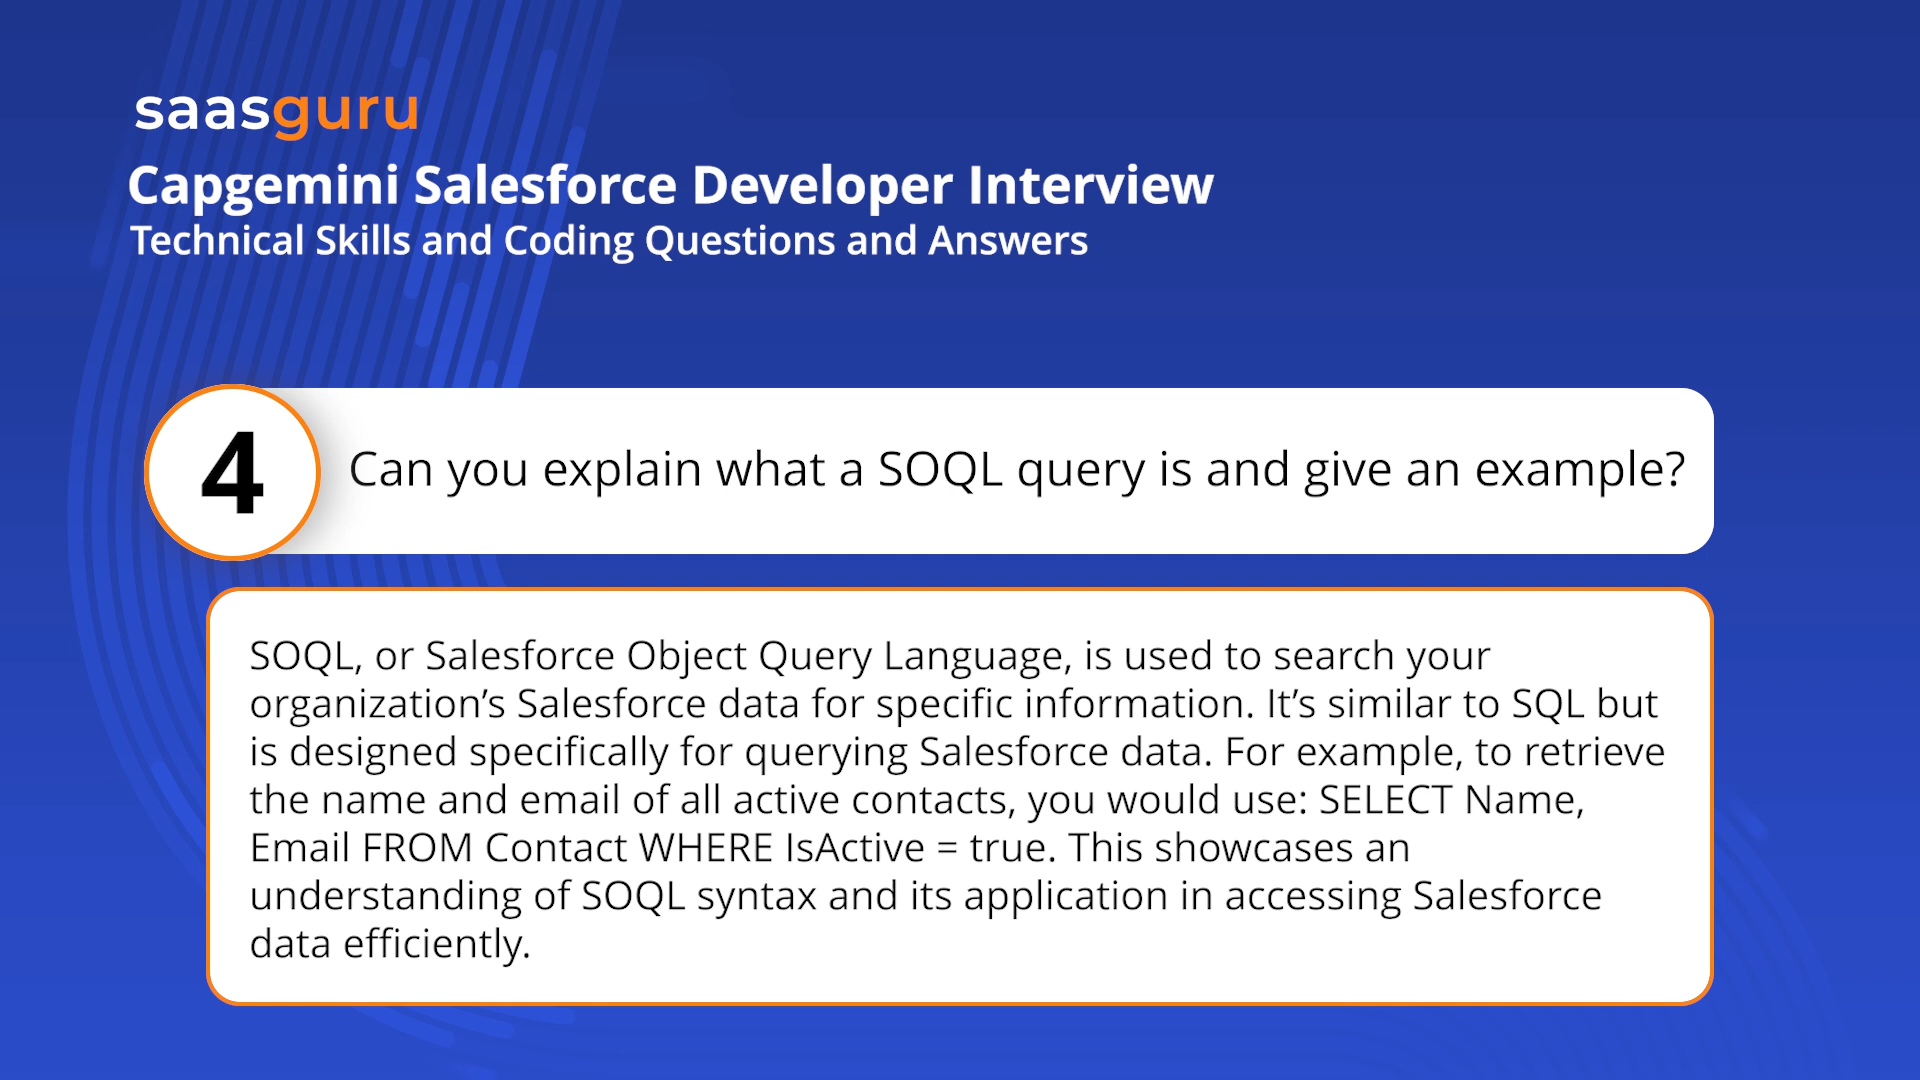 saasguru
Capgemini Salesforce Developer Interview
Technical Skills and Coding Questions and Answers
4
Can you explain what a SOQL query is and give an example?
SOQL, or Salesforce Object Query Language, is used to search your
organization’s Salesforce data for specific information. It’s similar to SQL but
is designed specifically for querying Salesforce data. For example, to retrieve
the name and email of all active contacts, you would use: SELECT Name,
Email FROM Contact WHERE IsActive = true. This showcases an
understanding of SOQL syntax and its application in accessing Salesforce
data efficiently.